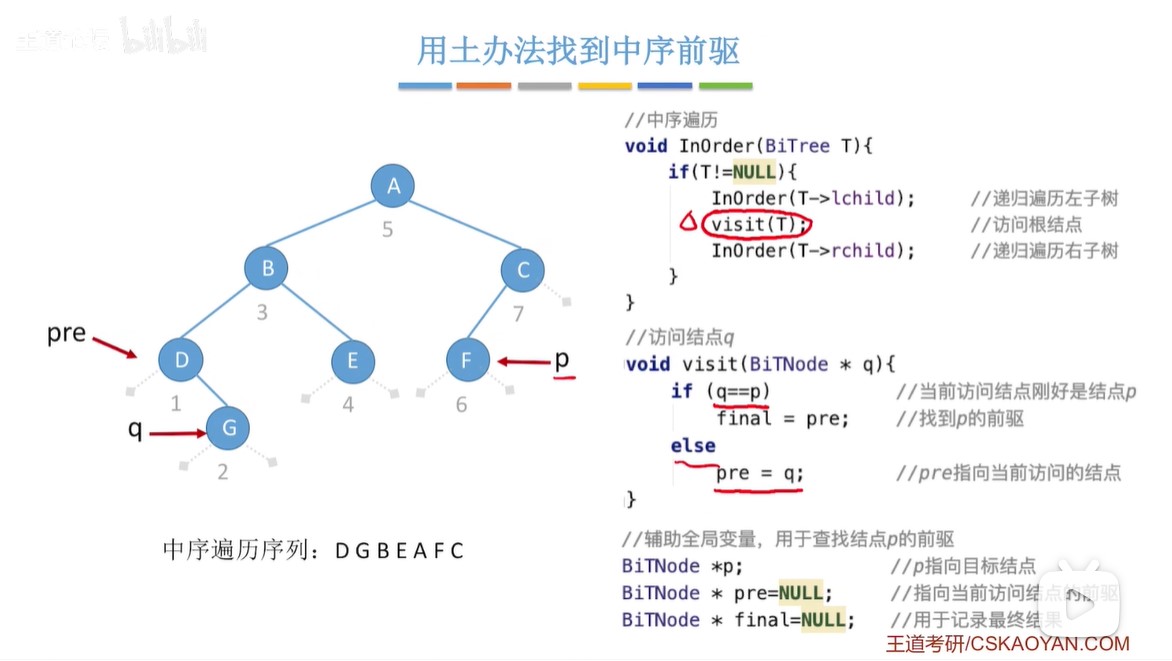 bilibili
用土办法找到中序前驱
A
5
B
3
C
7
pre
D
1
E
4
F
6
p
q
G
2
中序遍历序列：D G B E A F C
//中序遍历
void InOrder(BiTree T){
if(T!=NULL){
InOrder(T->lchild); //递归遍历左子树
visit(T); //访问根结点
InOrder(T->rchild); //递归遍历右子树
}
}
//访问结点q
void visit(BiTNode * q){
if (q==p) //当前访问结点刚好是结点p
final = pre; //找到p的前驱
else
pre = q; //pre指向当前访问的结点
}
//辅助全局变量，用于查找结点p的前驱
BiTNode *p; //p指向目标结点
BiTNode * pre=NULL; //指向当前访问结点的前驱
BiTNode * final=NULL; //用于记录最终结果
王道考研/CSKAOYAN.COM